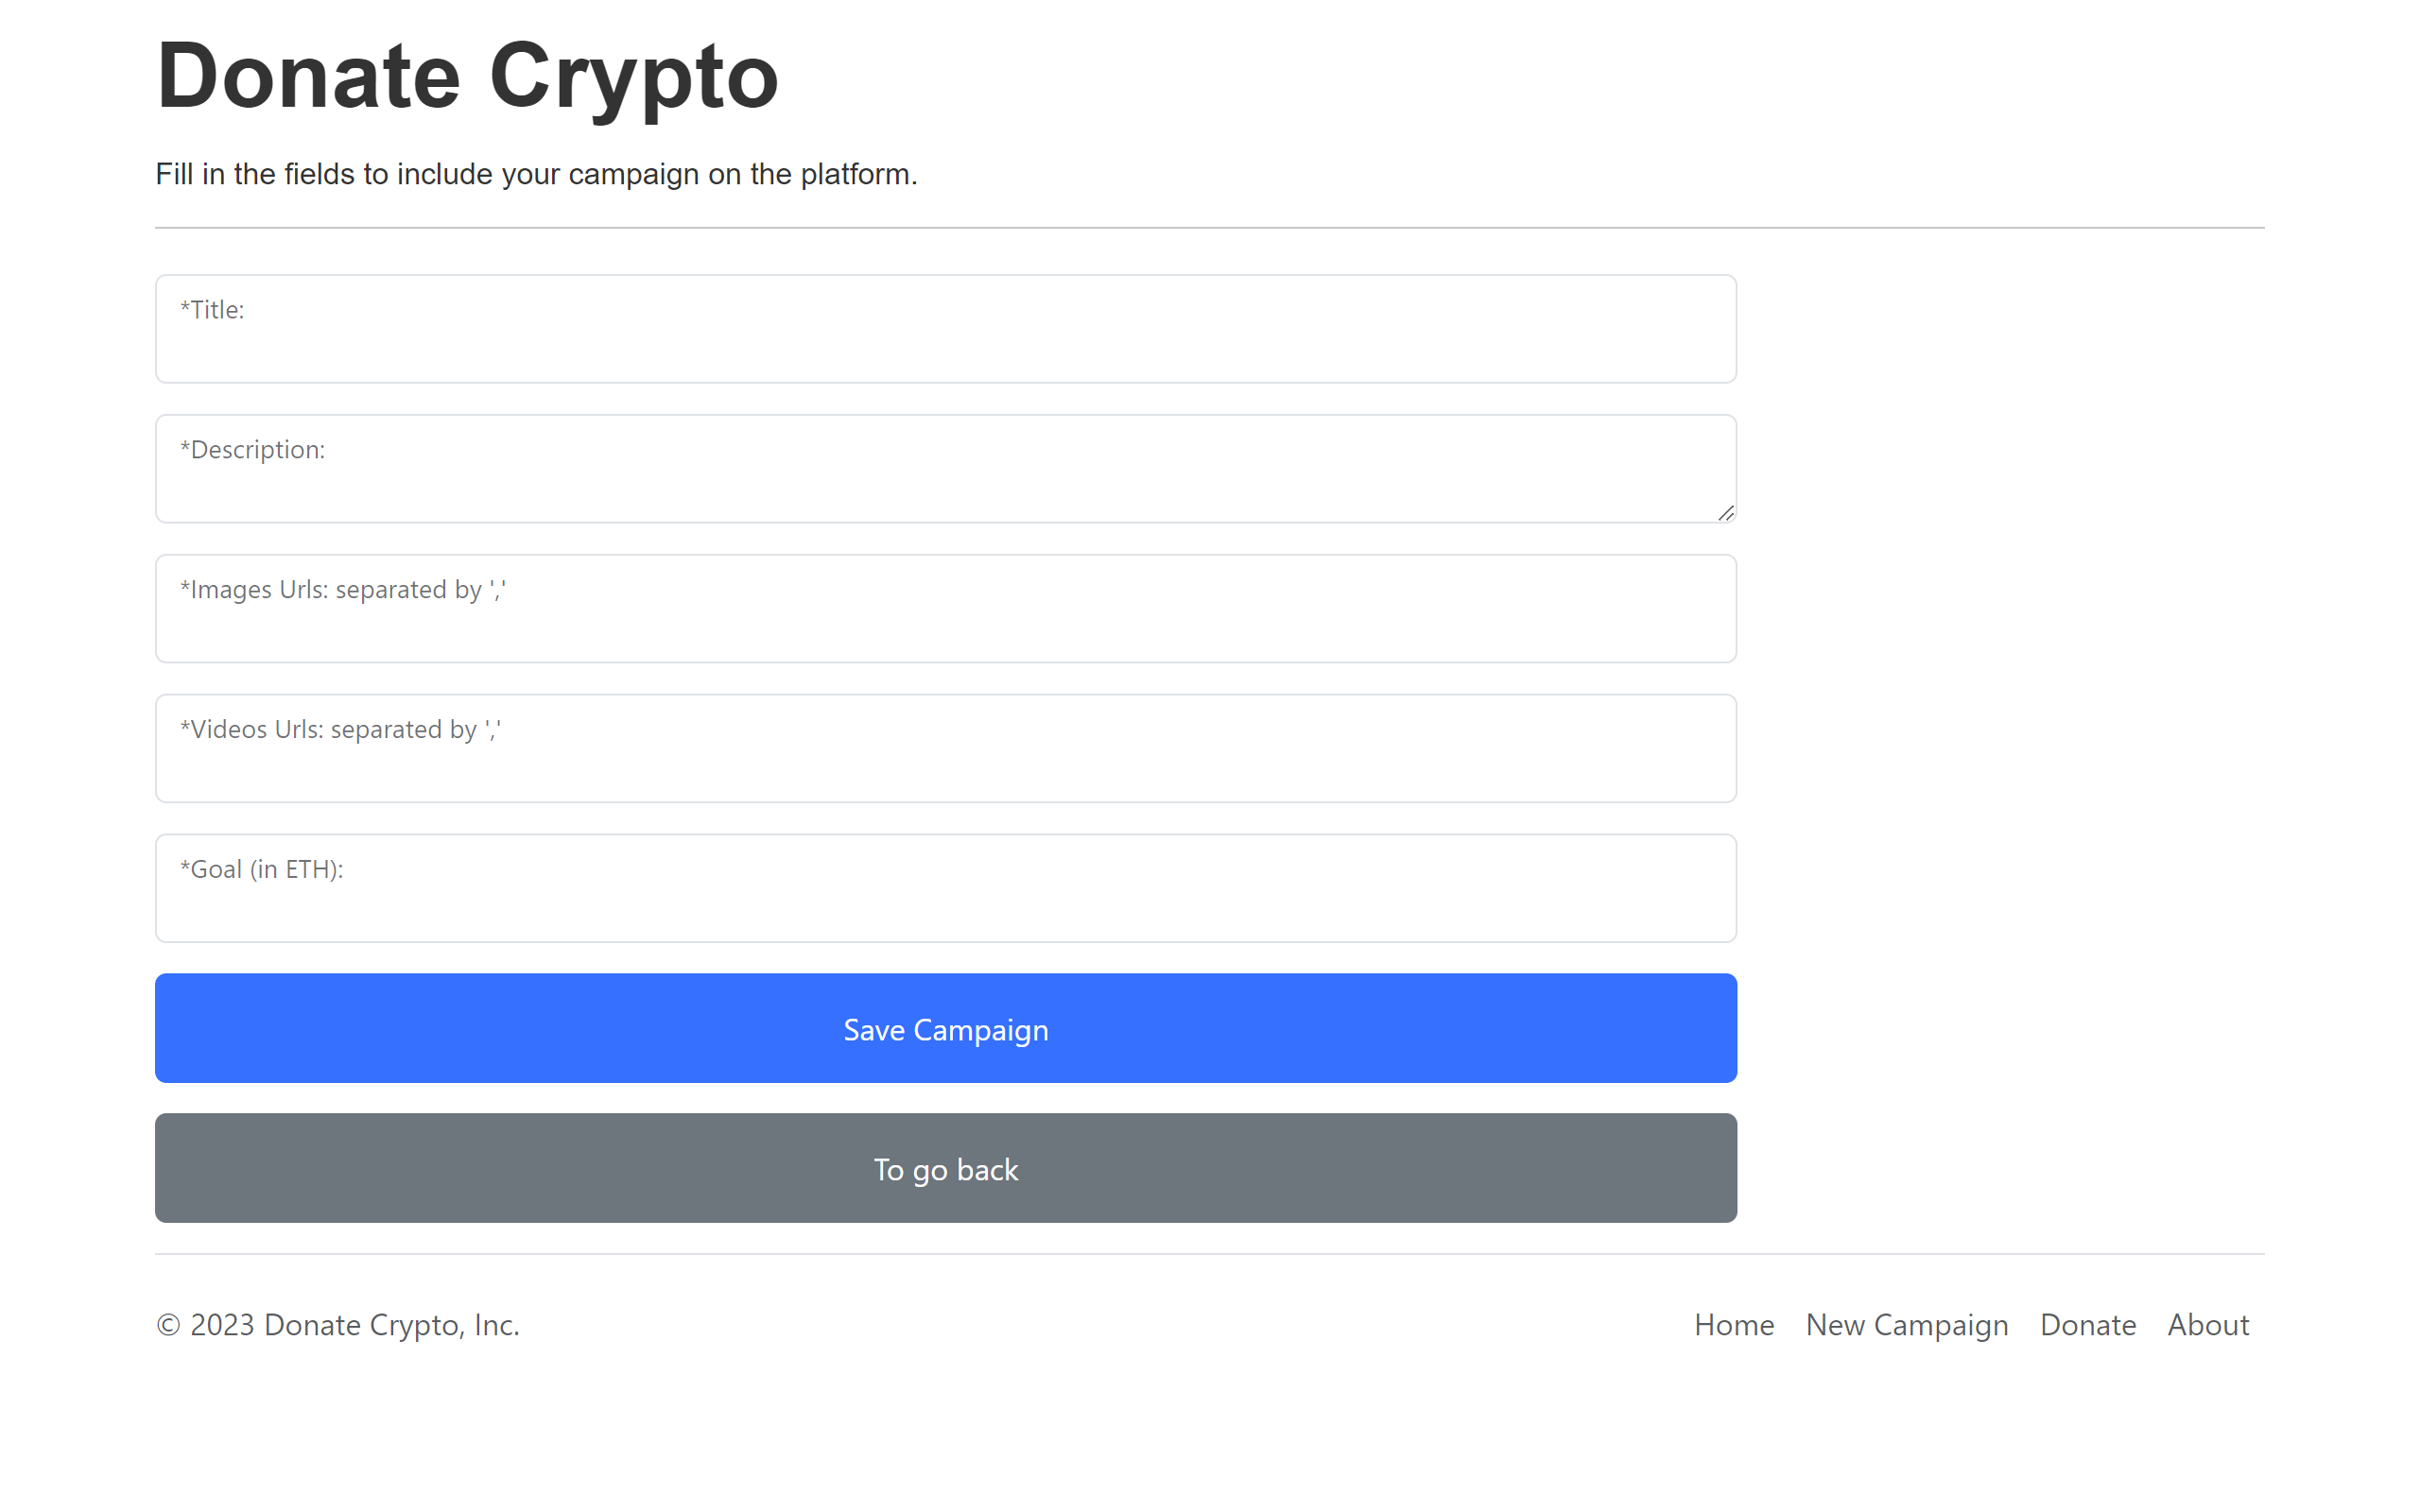 Donate Crypto
Fill in the fields to include your campaign on the platform.
*Title:
*Description:
*Images Urls: separated by ','
*Videos Urls: separated by ','
*Goal (in ETH):
Save Campaign
To go back
© 2023 Donate Crypto, Inc.
Home New Campaign Donate About